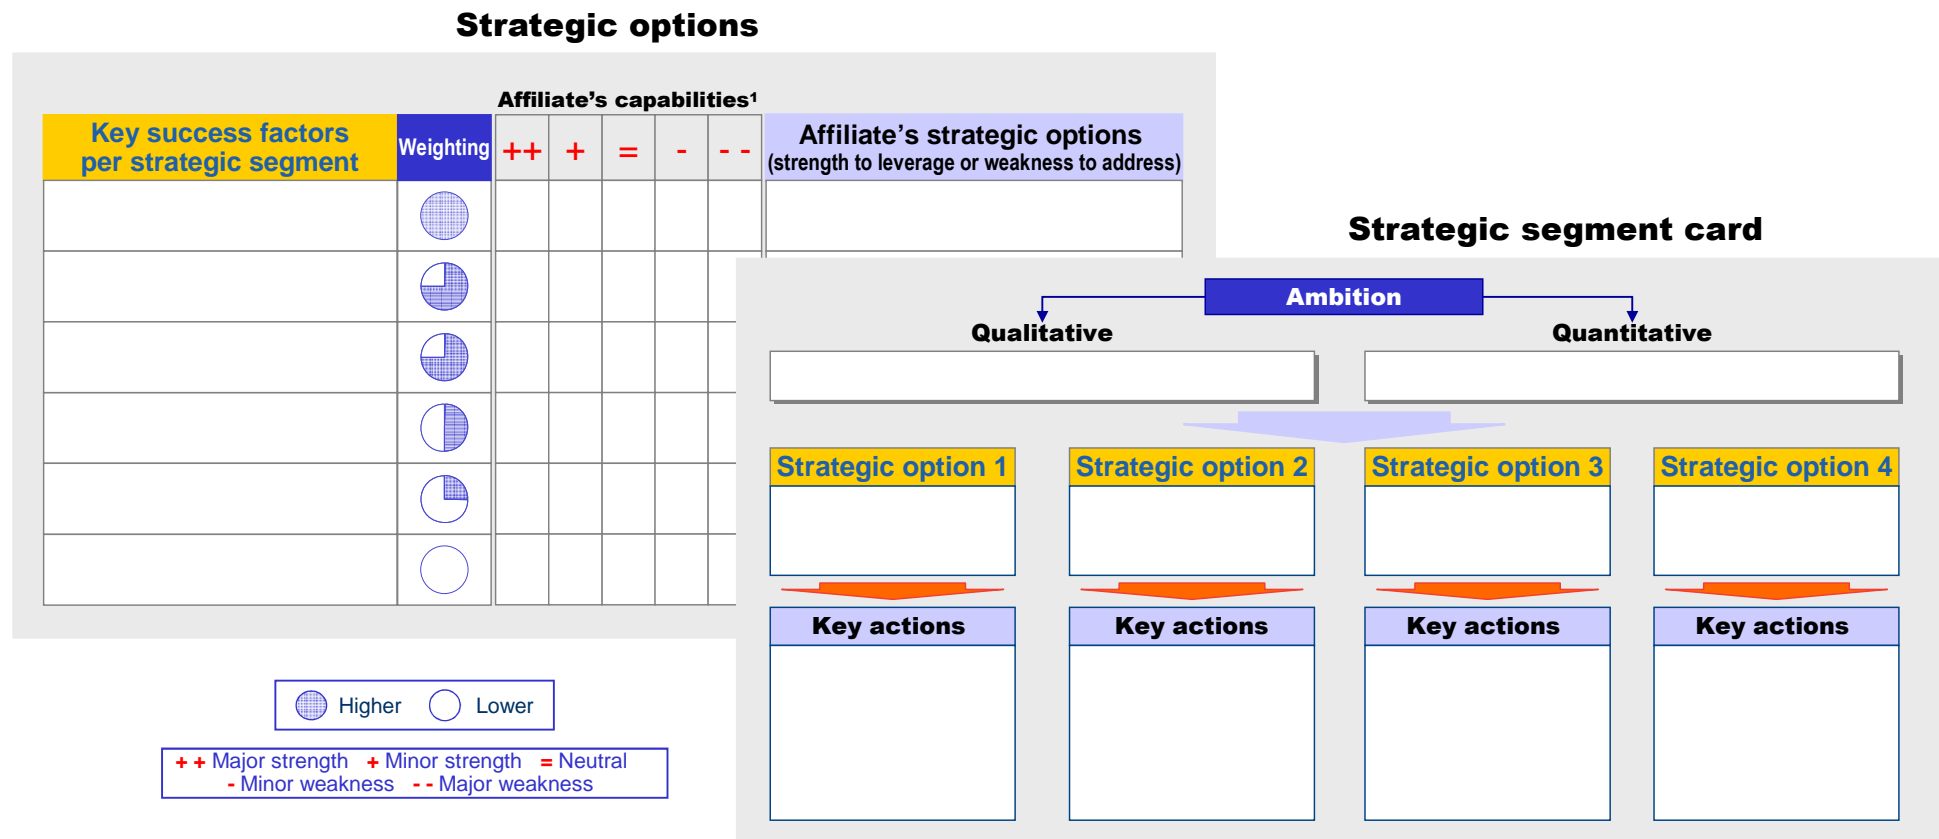 Strategic options
Affiliate’s capabilities¹
Key success factors
per strategic segment
Weighting
++
+
=
-
- -
Affiliate’s strategic options
(strength to leverage or weakness to address)
Strategic segment card
Ambition
Qualitative
Quantitative
Strategic option 1
Strategic option 2
Strategic option 3
Strategic option 4
Key actions
Key actions
Key actions
Key actions
Higher
Lower
+ + Major strength + Minor strength = Neutral
- Minor weakness - - Major weakness